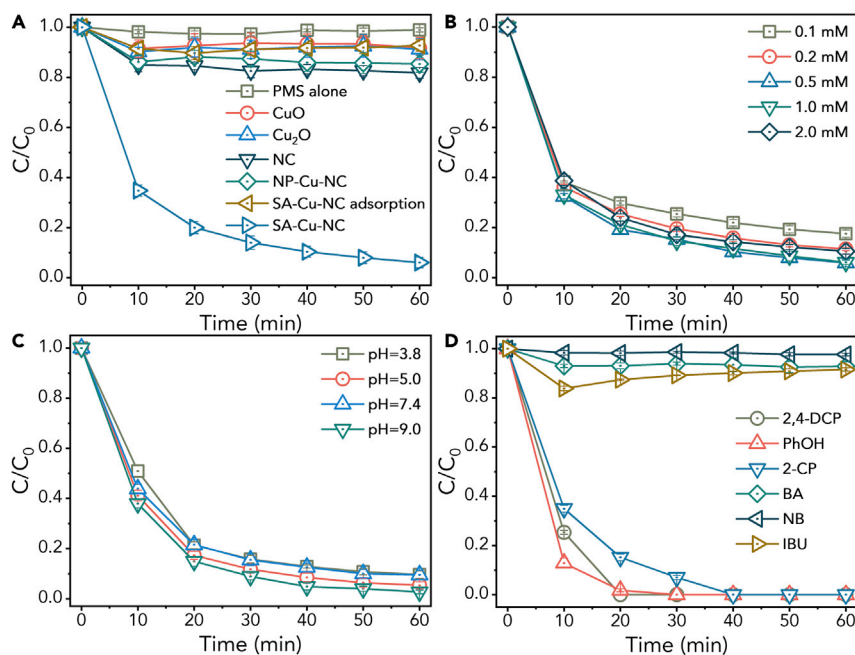 A
C/C0
1.0
0.8
0.6
0.4
0.2
0.0
PMS alone
CuO
Cu2O
NC
NP-Cu-NC
SA-Cu-NC adsorption
SA-Cu-NC
0 10 20 30 40 50 60
Time (min)
B
C/C0
1.0
0.8
0.6
0.4
0.2
0.0
0.1 mM
0.2 mM
0.5 mM
1.0 mM
2.0 mM
0 10 20 30 40 50 60
Time (min)
C
C/C0
1.0
0.8
0.6
0.4
0.2
0.0
pH=3.8
pH=5.0
pH=7.4
pH=9.0
0 10 20 30 40 50 60
Time (min)
D
C/C0
1.0
0.8
0.6
0.4
0.2
0.0
2,4-DCP
PhOH
2-CP
BA
NB
IBU
0 10 20 30 40 50 60
Time (min)